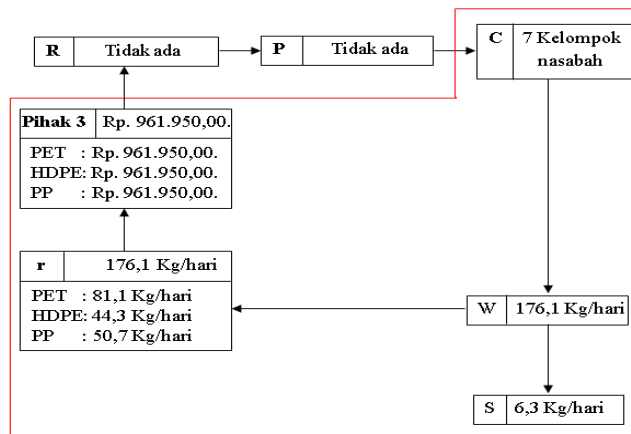 R Tidak ada
P Tidak ada
C 7 Kelompok
nasabah
Pihak 3 Rp. 961.950,00.
PET : Rp. 961.950,00.
HDPE: Rp. 961.950,00.
PP : Rp. 961.950,00.
r 176,1 Kg/hari
PET : 81,1 Kg/hari
HDPE: 44,3 Kg/hari
PP : 50,7 Kg/hari
W 176,1 Kg/hari
S 6,3 Kg/hari